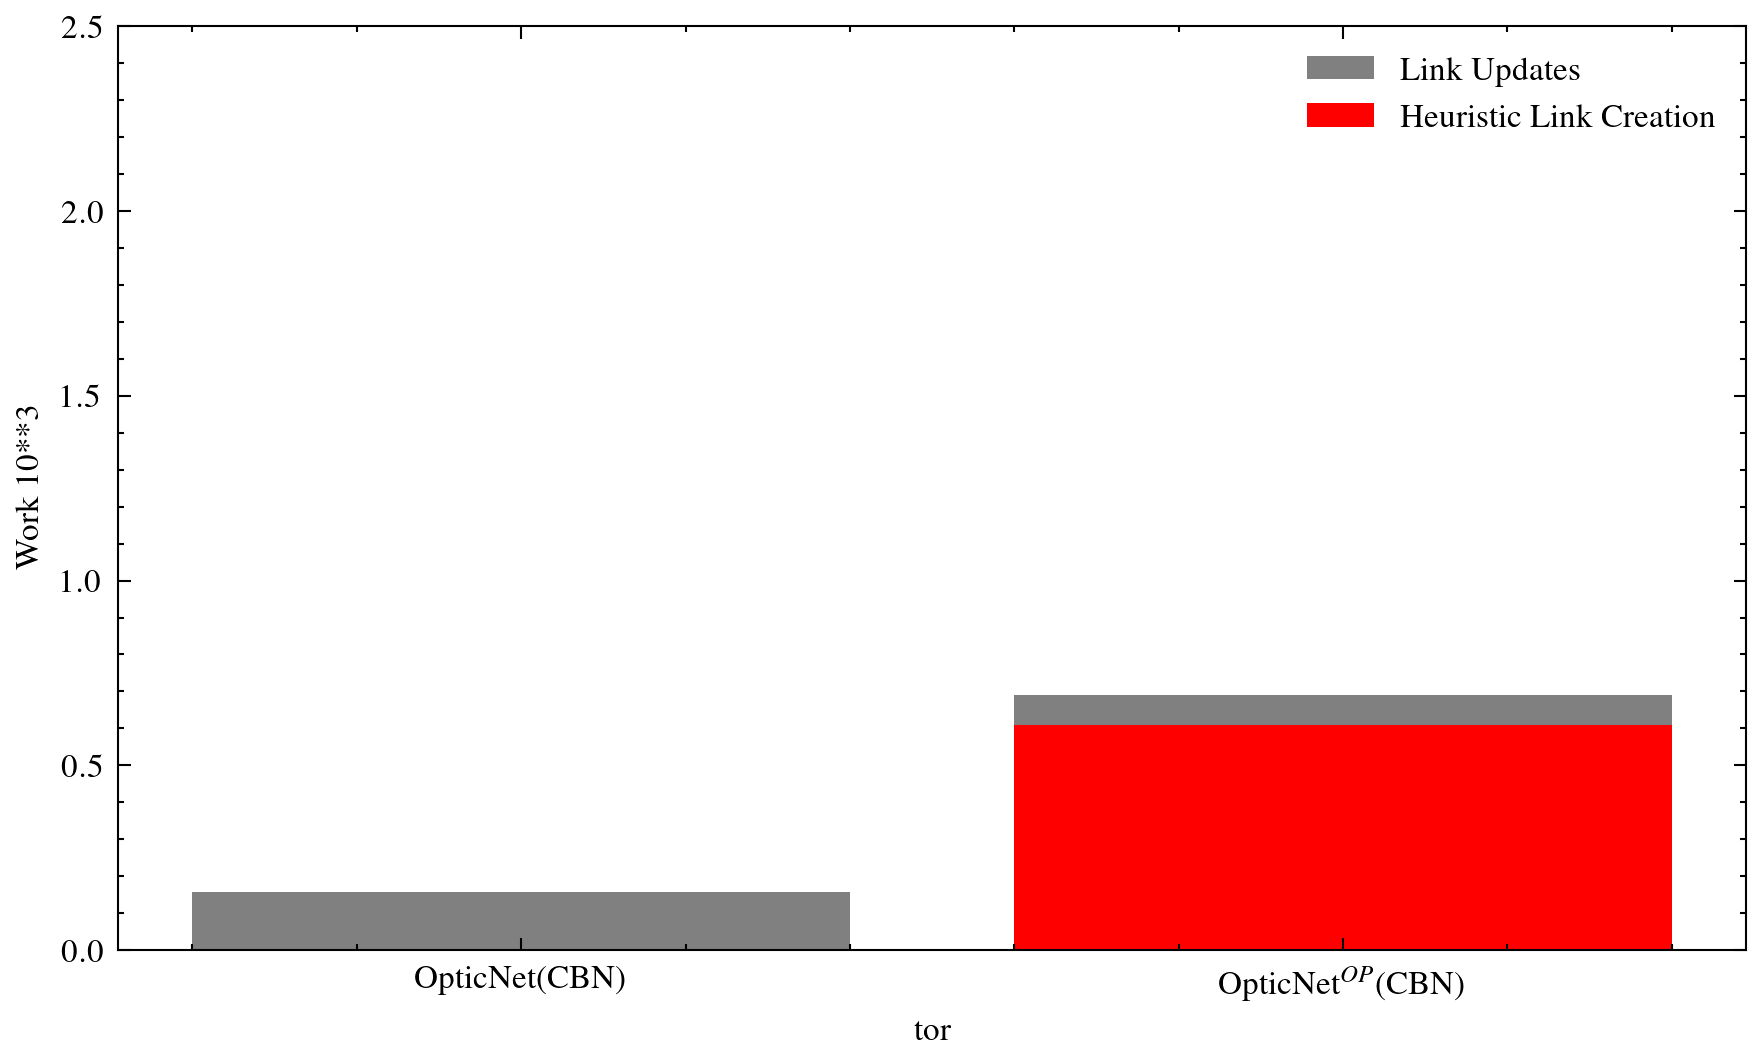 2.5
2.0
1.5
1.0
0.5
0.0
Work 10**3
Link Updates
Heuristic Link Creation
OpticNet(CBN)
OpticNet^{OP}(CBN)
tor